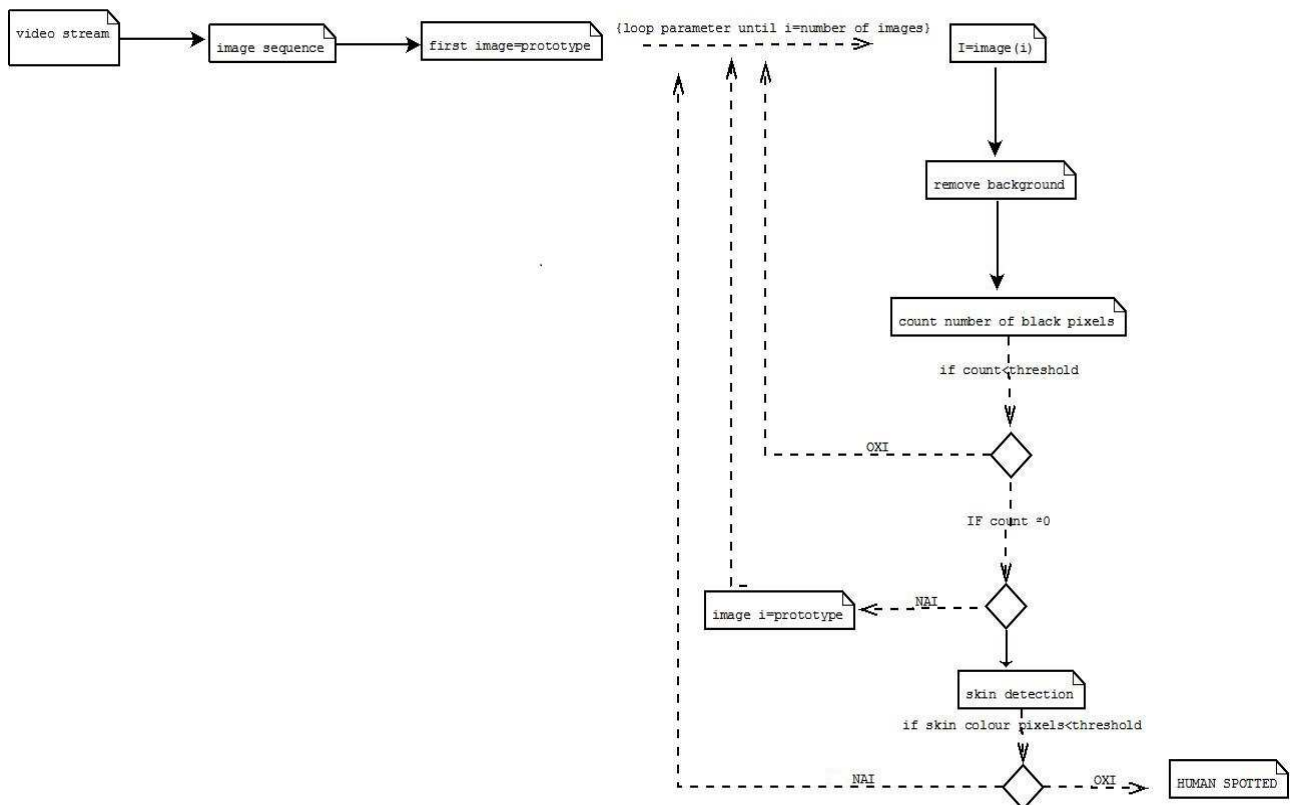 video stream
image sequence
first image=prototype
{loop parameter until i=number of images}
I=image(i)
remove background
count number of black pixels
if count<threshold
OXI
IF count =0
NAI
image i=prototype
skin detection
if skin colour pixels<threshold
NAI
OXI
HUMAN SPOTTED